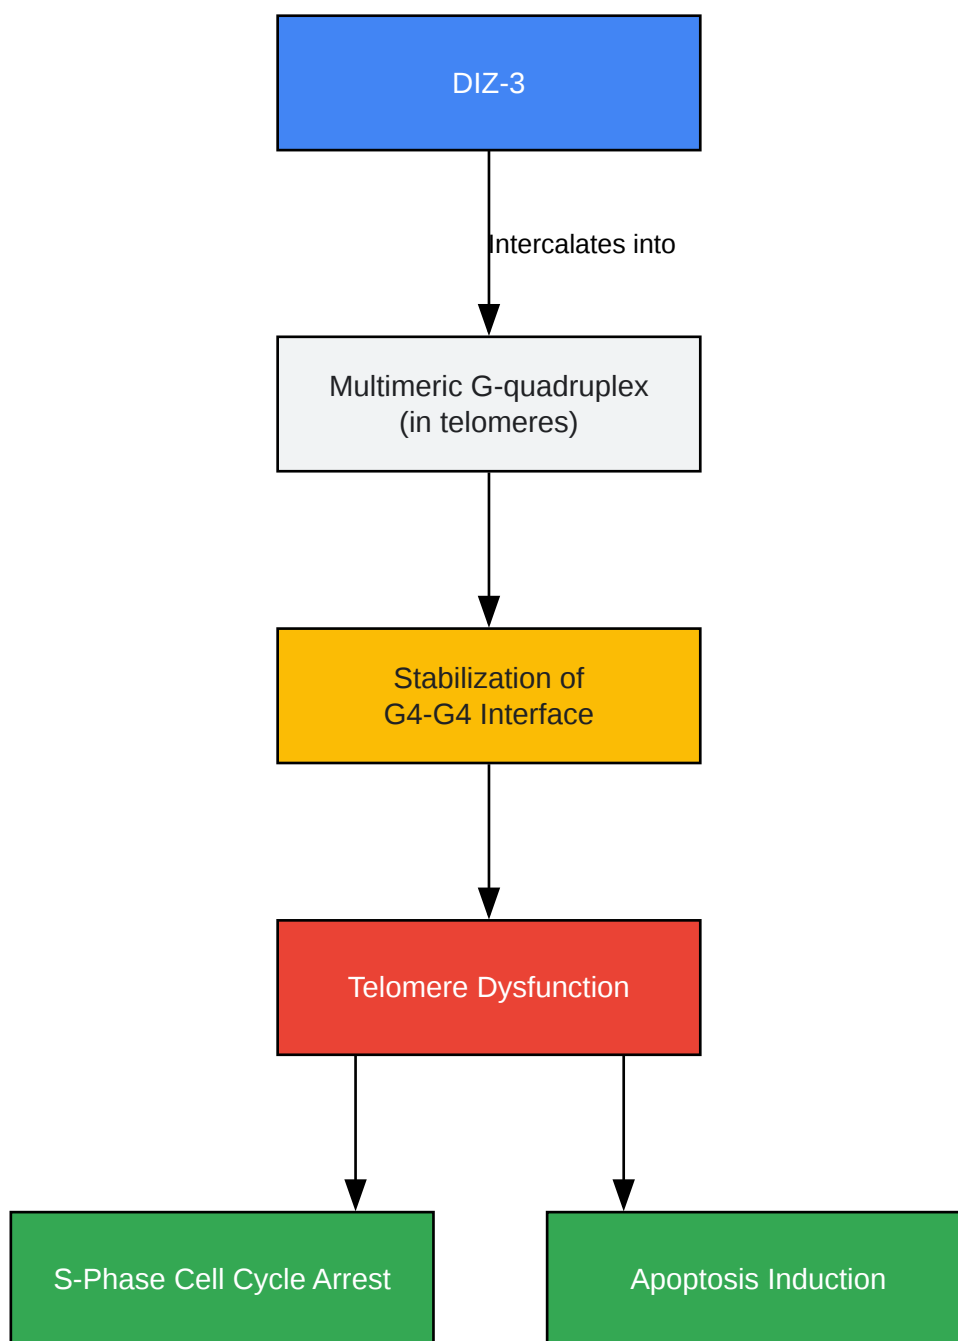 DIZ-3
Intercalates into
Multimeric G-quadruplex
(in telomeres)
Stabilization of
G4-G4 Interface
Telomere Dysfunction
S-Phase Cell Cycle Arrest
Apoptosis Induction